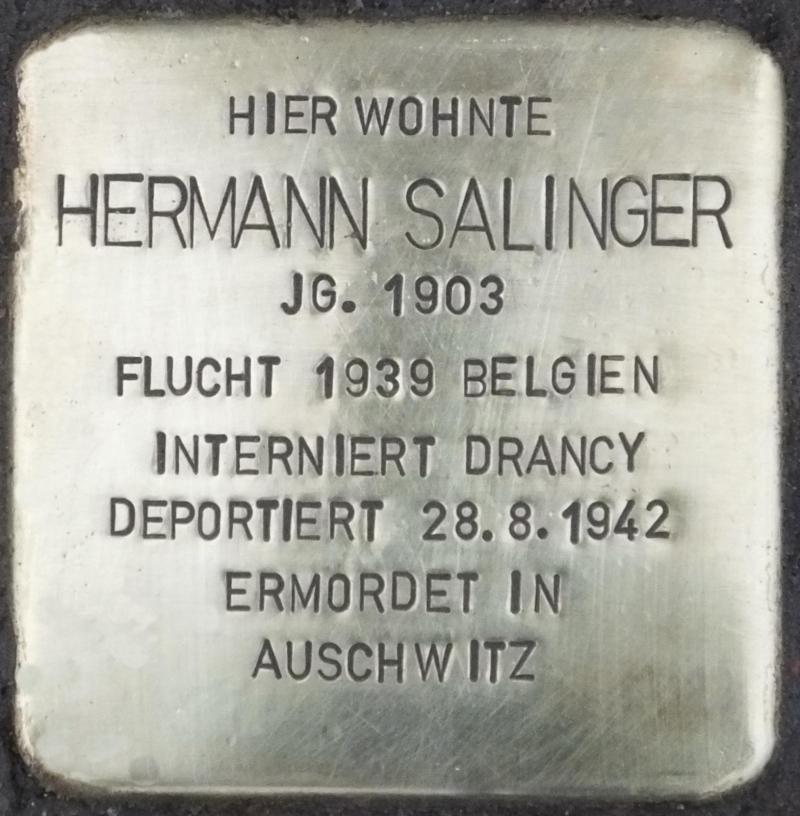 HIER WOHNTE
HERMANN SALINGER
JG. 1903
FLUCHT 1939 BELGIEN
INTERNIERT DRANCY
DEPORTIERT 28.8.1942
ERMORDET IN
AUSCHWITZ